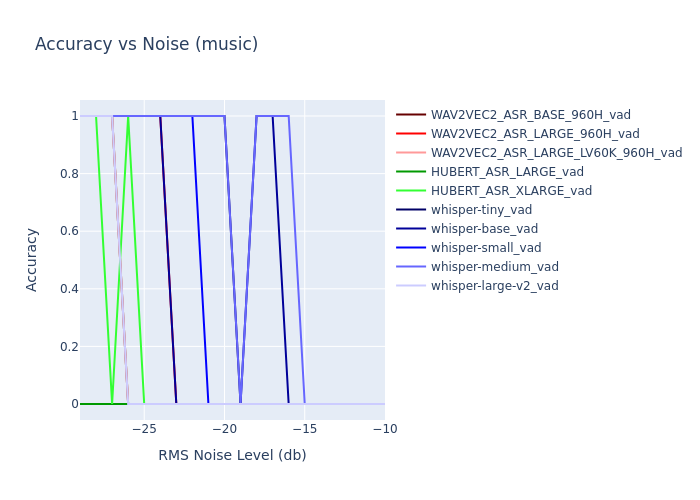 Accuracy vs Noise (music)
Accuracy
1
0.8
0.6
0.4
0.2
0
−25
−20
−15
−10
RMS Noise Level (db)
WAV2VEC2_ASR_BASE_960H_vad
WAV2VEC2_ASR_LARGE_960H_vad
WAV2VEC2_ASR_LARGE_LV60K_960H_vad
HUBERT_ASR_LARGE_vad
HUBERT_ASR_XLARGE_vad
whisper-tiny_vad
whisper-base_vad
whisper-small_vad
whisper-medium_vad
whisper-large-v2_vad